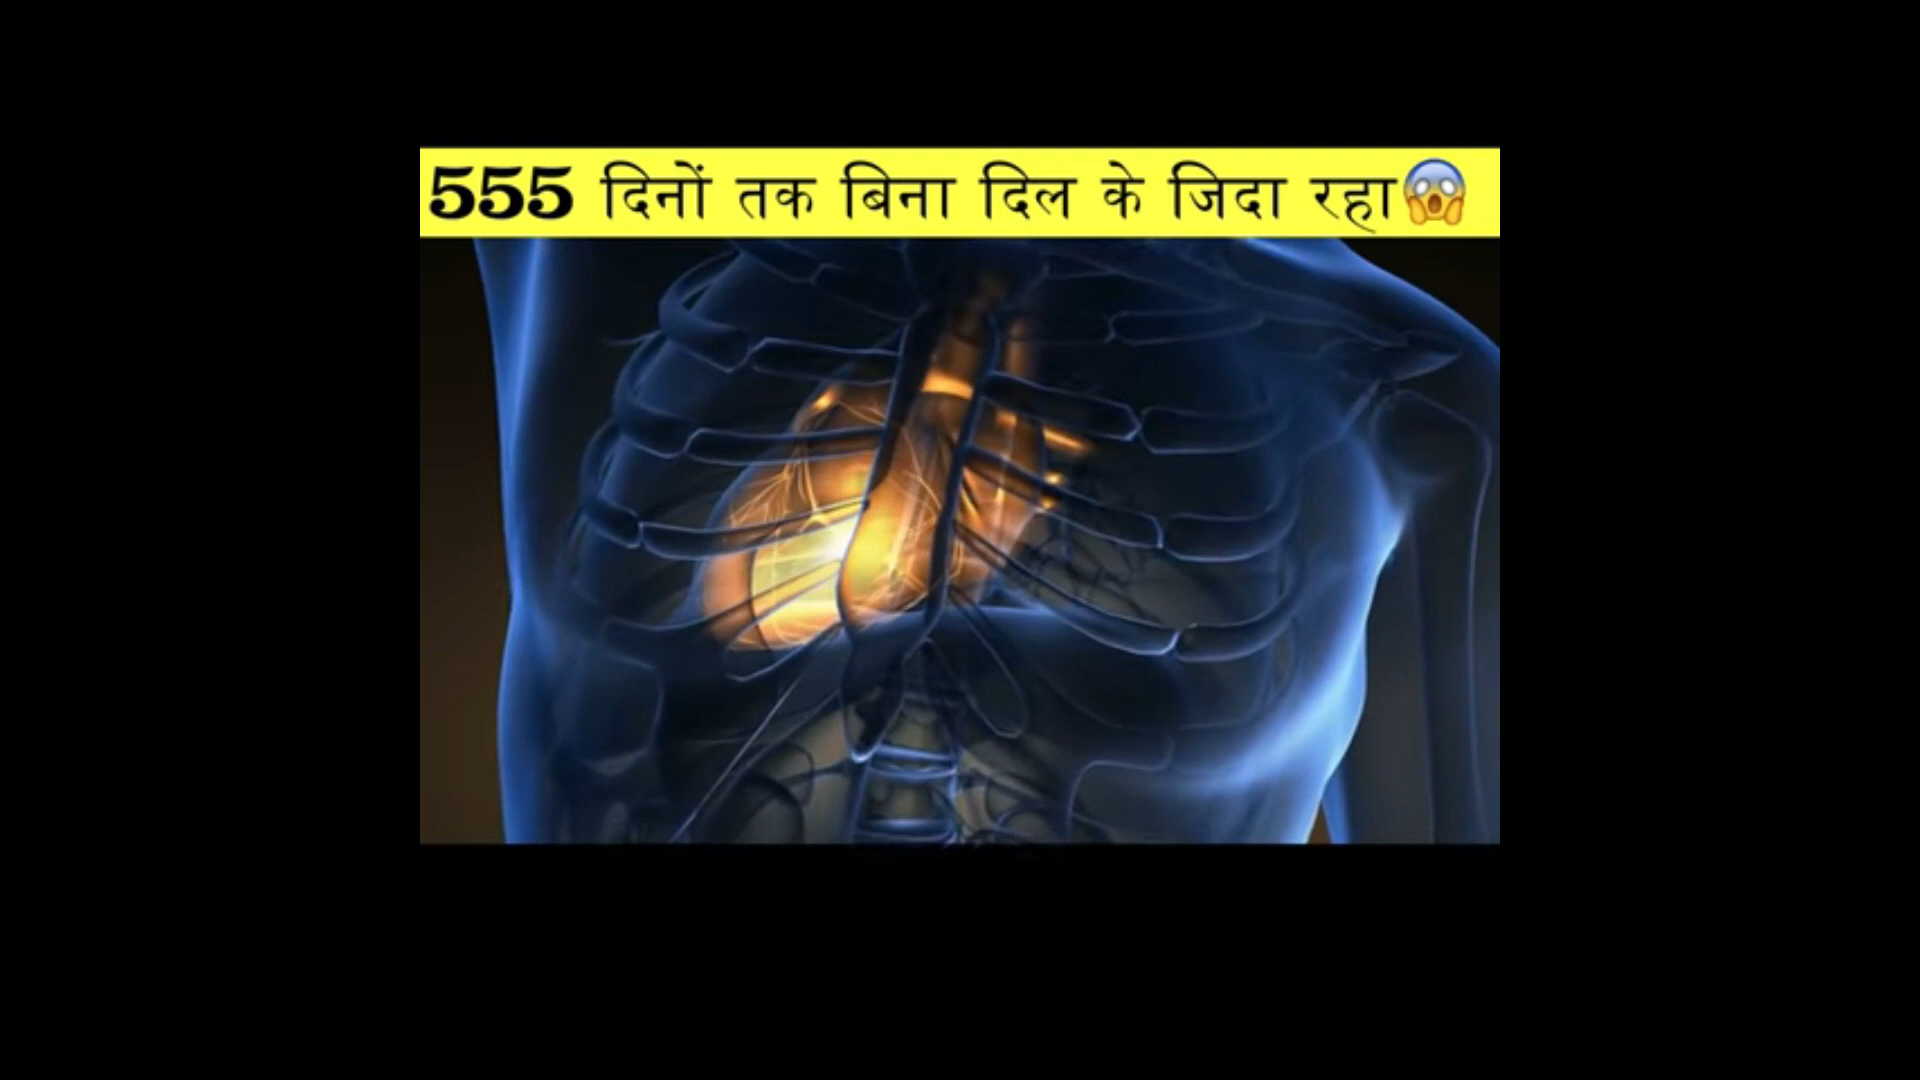 555 दिनों तक बिना दिल के जिदा रहा😱